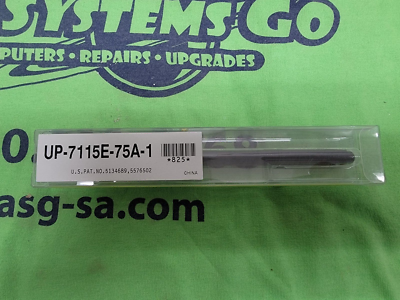 SYSTEMS GO
PUTERS • REPAIRS • UPGRADES
UP-7115E-75A-1
*825*
U.S.PAT.NO.5134689,5576502
CHINA
asg-sa.com